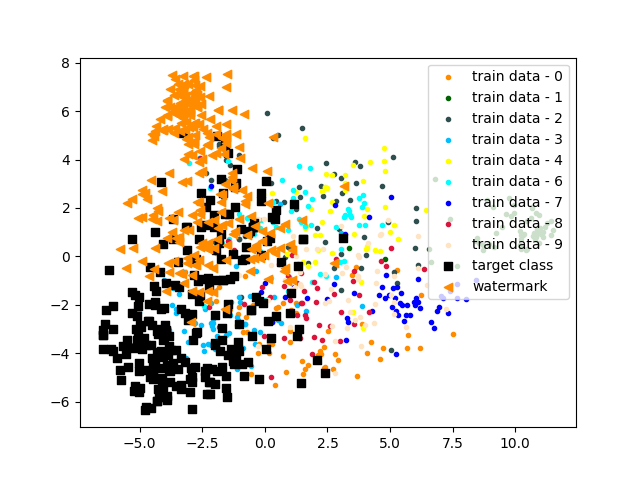 8
6
4
2
0
−2
−4
−6
−5.0
−2.5
0.0
2.5
5.0
7.5
10.0
train data - 0
train data - 1
train data - 2
train data - 3
train data - 4
train data - 6
train data - 7
train data - 8
train data - 9
target class
watermark